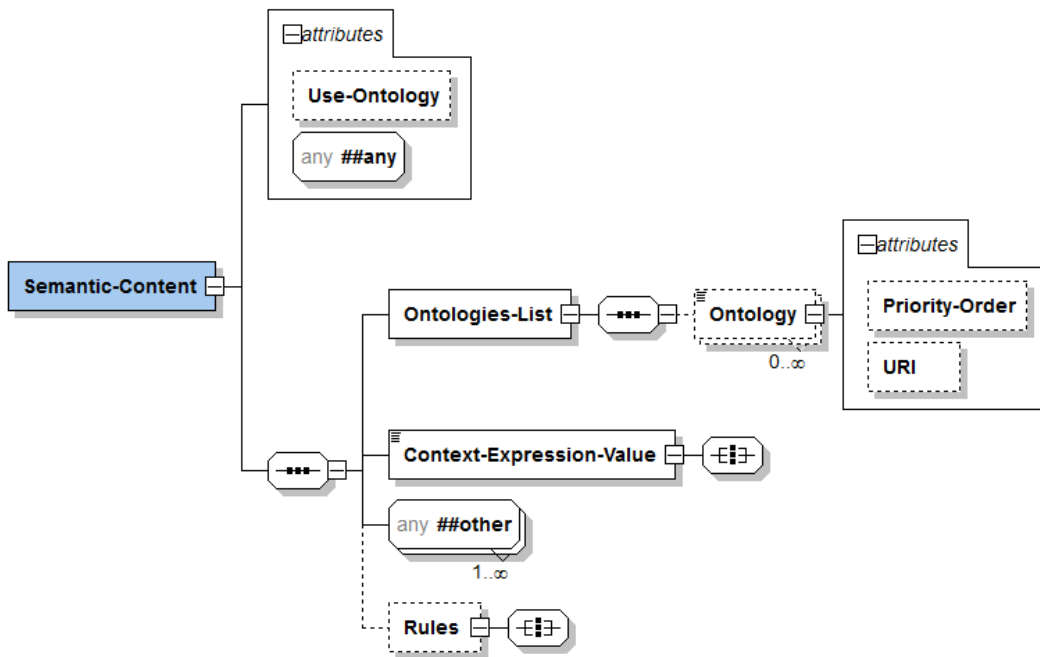 attributes
Use-Ontology
any ##any
Semantic-Content
attributes
Priority-Order
URI
Ontologies-List
Ontology
0..∞
Context-Expression-Value
any ##other
1..∞
Rules